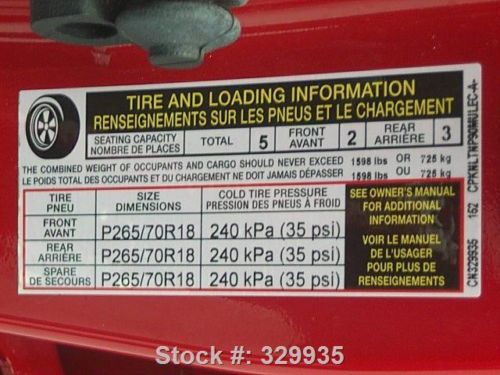 TIRE AND LOADING INFORMATION
RENSEIGNEMENTS SUR LES PNEUS ET LE CHARGEMENT
SEATING CAPACITY
NOMBRE DE PLACES
TOTAL 5
FRONT
AVANT 2
REAR
ARRIÈRE 3
THE COMBINED WEIGHT OF OCCUPANTS AND CARGO SHOULD NEVER EXCEED 1598 lbs OR 725 kg
LE POIDS TOTAL DES OCCUPANTS ET DU CHARGEMENT NE DOIT JAMAIS DÉPASSER 1598 lbs OU 725 kg
TIRE
PNEU
SIZE
DIMENSIONS
COLD TIRE PRESSURE
PRESSION DES PNEUS À FROID
FRONT
AVANT
P265/70R18 240 kPa (35 psi)
REAR
ARRIÈRE
P265/70R18 240 kPa (35 psi)
SPARE
DE SECOURS
P265/70R18 240 kPa (35 psi)
SEE OWNER'S MANUAL
FOR ADDITIONAL
INFORMATION
VOIR LE MANUEL
DE L'USAGER
POUR PLUS DE
RENSEIGNEMENTS
CN329935 162 CPKNLTNP90MULEC-A-
Stock #: 329935